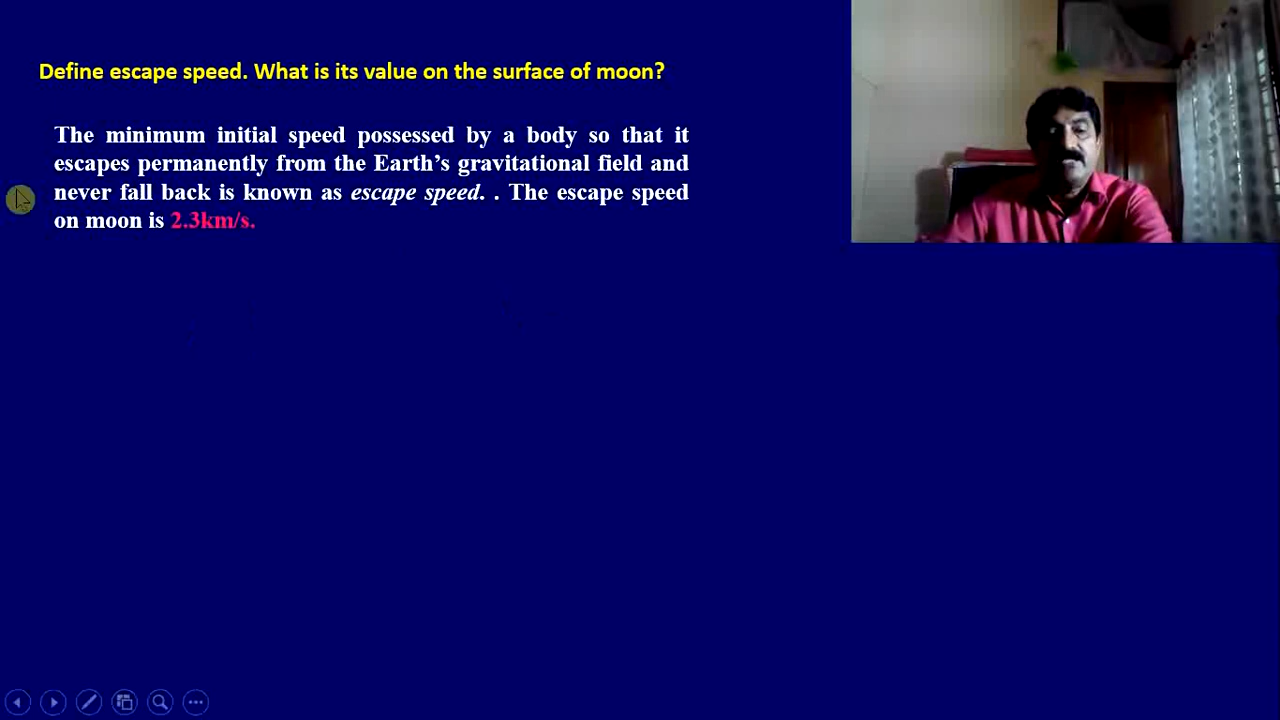 Define escape speed. What is its value on the surface of moon?
The minimum initial speed possessed by a body so that it
escapes permanently from the Earth’s gravitational field and
never fall back is known as escape speed. . The escape speed
on moon is 2.3km/s.